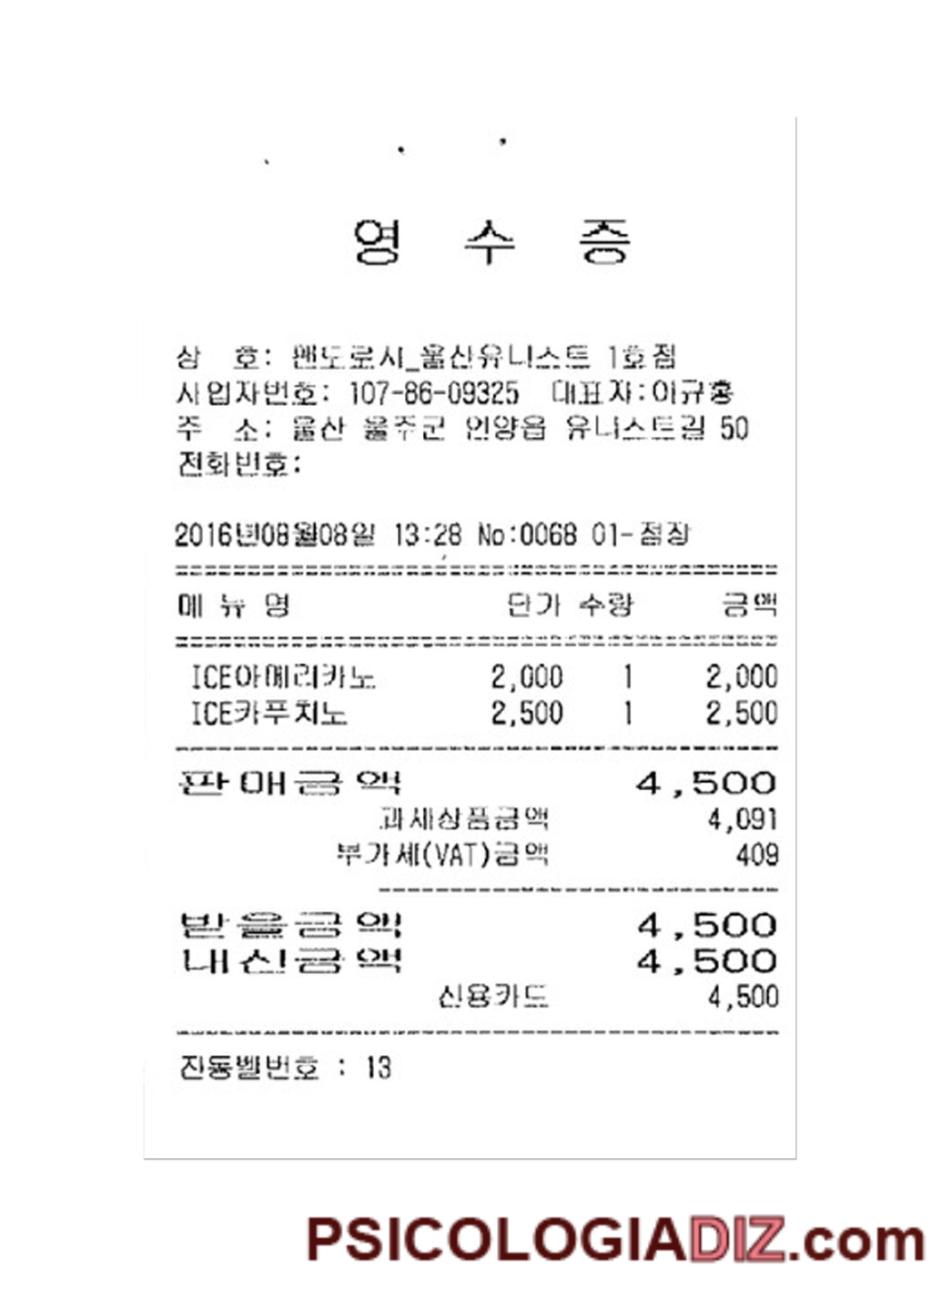 영 수 증
상 호: 팬도로시_울산유니스트 1호점
사업자번호: 107-86-09325 대표자:이규홍
주 소: 울산 울주군 언양읍 유니스트길 50
전화번호:
2016년08월08일 13:28 No:0068 01-점장
메 뉴 명 단가 수량 금액
ICE아메리카노 2,000 1 2,000
ICE카푸치노 2,500 1 2,500
판매금액 4,500
과세상품금액 4,091
부가세(VAT)금액 409
받을금액 4,500
내신금액 4,500
신용카드 4,500
진동벨번호 : 13
PSICOLOGIADIZ.com